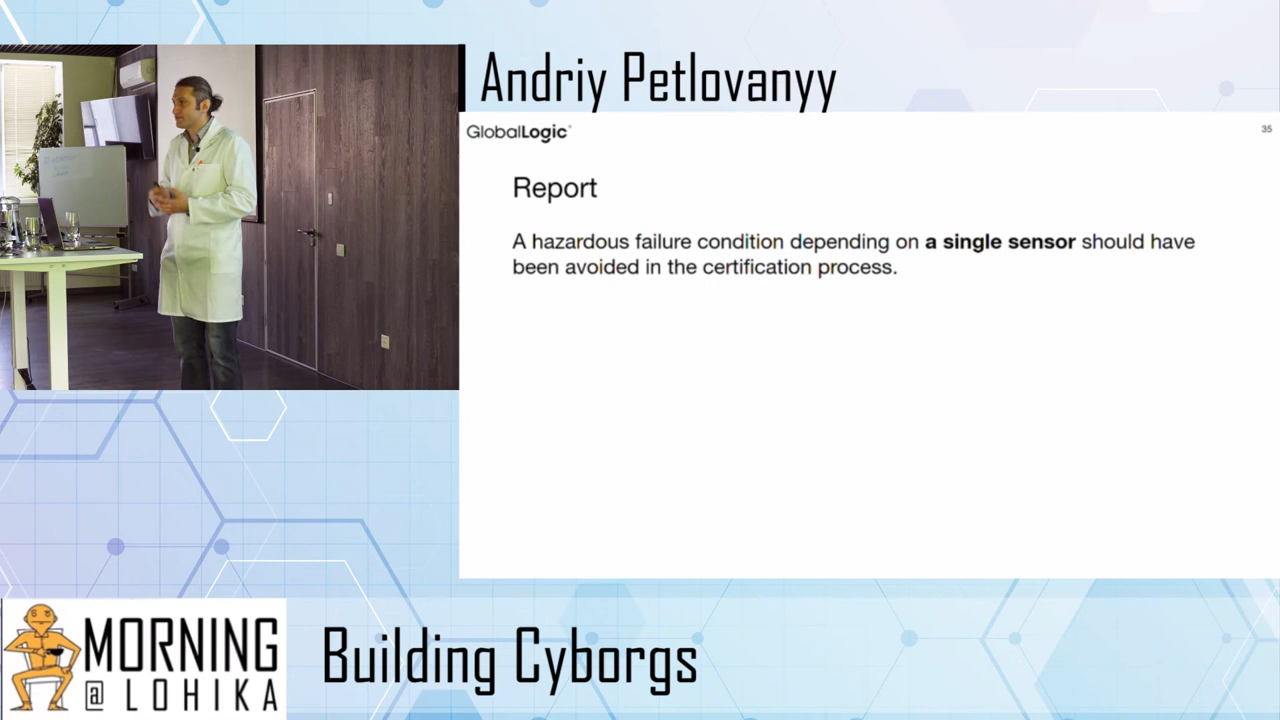 Andriy Petlovanyy
GlobalLogic
35
Report
A hazardous failure condition depending on a single sensor should have
been avoided in the certification process.
MORNING
@ LOHIKA
Building Cyborgs